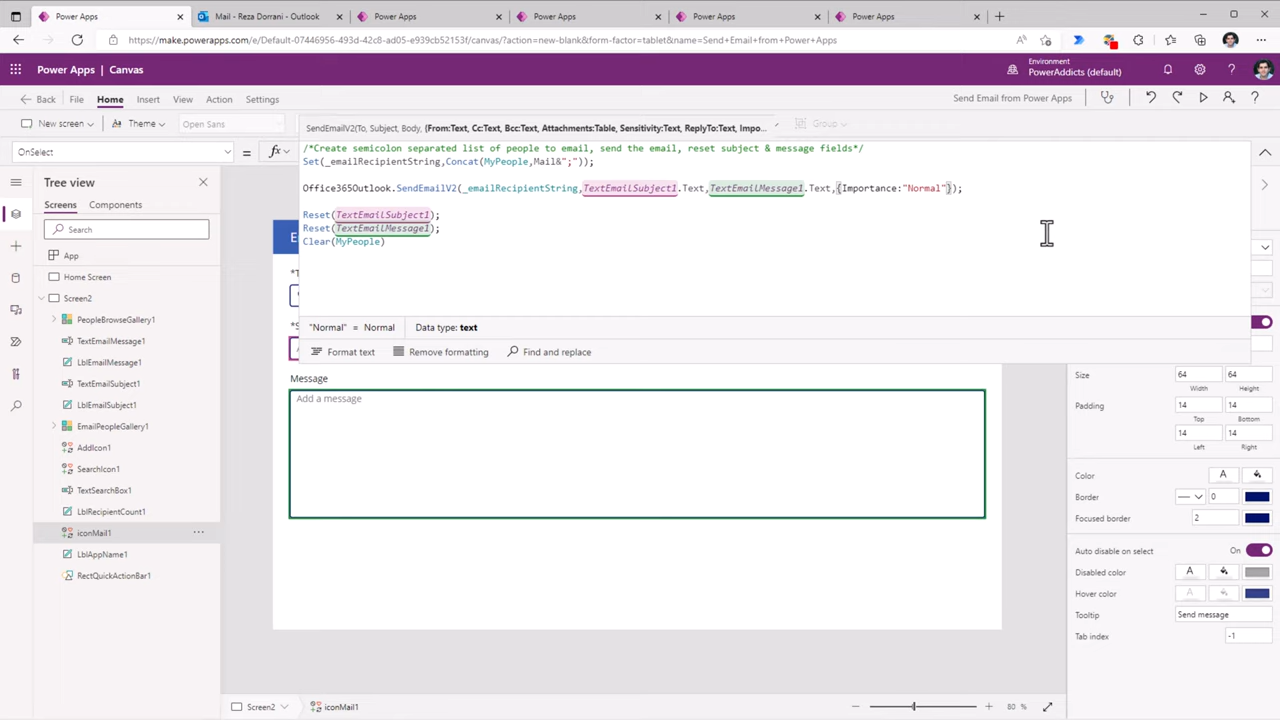 Power Apps
Mail - Reza Dorrani - Outlook
Power Apps
Power Apps
Power Apps
Power Apps
https://make.powerapps.com/e/Default-07446956-493d-42c8-ad05-e939cb52153f/canvas/?action=new-blank&form-factor=tablet&name=Send+Email+from+Power+Apps
Power Apps | Canvas
Environment
PowerAddicts (default)
Back File Home Insert View Action Settings
Send Email from Power Apps
New screen Theme Open Sans
Group
SendEmailV2(To, Subject, Body, {From:Text, Cc:Text, Bcc:Text, Attachments:Table, Sensitivity:Text, ReplyTo:Text, Impo...
OnSelect = fx
/*Create semicolon separated list of people to email, send the email, reset subject & message fields*/
Set(_emailRecipientString,Concat(MyPeople,Mail&";"));
Office365Outlook.SendEmailV2(_emailRecipientString,TextEmailSubject1.Text,TextEmailMessage1.Text,{Importance:"Normal"});
Reset(TextEmailSubject1);
Reset(TextEmailMessage1);
Clear(MyPeople)
"Normal" = Normal Data type: text
Format text Remove formatting Find and replace
Tree view
Screens Components
Search
App
Home Screen
Screen2
PeopleBrowseGallery1
TextEmailMessage1
LblEmailMessage1
TextEmailSubject1
LblEmailSubject1
EmailPeopleGallery1
AddIcon1
SearchIcon1
TextSearchBox1
LblRecipientCount1
iconMail1
LblAppName1
RectQuickActionBar1
Message
Add a message
Size 64 64
Width Height
Padding 14 14
Top Bottom
14 14
Left Right
Color
Border 0
Focused border 2
Auto disable on select On
Disabled color
Hover color
Tooltip Send message
Tab index -1
Screen2 iconMail1
80 %